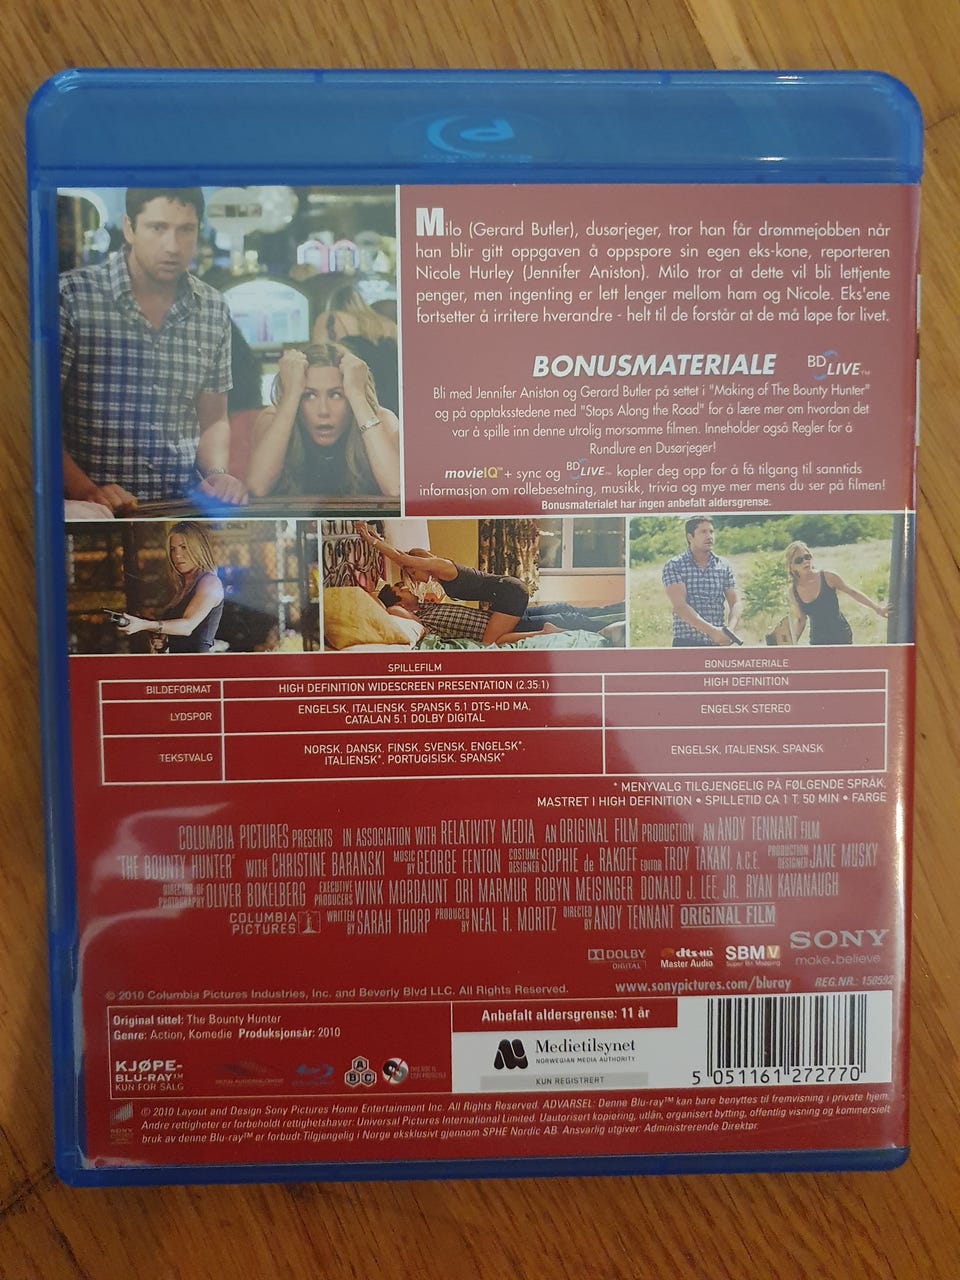 Milo (Gerard Butler), dusørjeger, tror han får drømmejobben når
han blir gitt oppgaven å oppspore sin egen eks-kone, reporteren
Nicole Hurley (Jennifer Aniston). Milo tror at dette vil bli lettjente
penger, men ingenting er lett lenger mellom ham og Nicole. Eks'ene
fortsetter å irritere hverandre - helt til de forstår at de må løpe for livet.
BONUSMATERIALE BD LIVE™
Bli med Jennifer Aniston og Gerard Butler på settet i "Making of The Bounty Hunter"
og på opptaksstedene med "Stops Along the Road" for å lære mer om hvordan det
var å spille inn denne utrolig morsomme filmen. Inneholder også Regler for å
Rundlure en Dusørjeger!
movieIQ™+ sync og BD LIVE™ kopler deg opp for å få tilgang til sanntids
informasjon om rollebesetning, musikk, trivia og mye mer mens du ser på filmen!
Bonusmaterialet har ingen anbefalt aldersgrense.
SPILLEFILM BONUSMATERIALE
BILDEFORMAT HIGH DEFINITION WIDESCREEN PRESENTATION (2.35:1) HIGH DEFINITION
LYDSPOR ENGELSK, ITALIENSK, SPANSK 5.1 DTS-HD MA, ENGELSK STEREO
CATALAN 5.1 DOLBY DIGITAL
TEKSTVALG NORSK, DANSK, FINSK, SVENSK, ENGELSK*, ENGELSK, ITALIENSK, SPANSK
ITALIENSK*, PORTUGISISK, SPANSK*
* MENYVALG TILGJENGELIG PÅ FØLGENDE SPRÅK.
MASTRET I HIGH DEFINITION • SPILLETID CA 1 T. 50 MIN • FARGE
COLUMBIA PICTURES PRESENTS IN ASSOCIATION WITH RELATIVITY MEDIA AN ORIGINAL FILM PRODUCTION AN ANDY TENNANT FILM
"THE BOUNTY HUNTER" WITH CHRISTINE BARANSKI MUSIC BY GEORGE FENTON COSTUME DESIGNER SOPHIE de RAKOFF EDITOR TROY TAKAKI, A.C.E. PRODUCTION DESIGNER JANE MUSKY
DIRECTOR OF PHOTOGRAPHY OLIVER BOKELBERG EXECUTIVE PRODUCERS WINK MORDAUNT ORI MARMUR ROBYN MEISINGER DONALD J. LEE, JR. RYAN KAVANAUGH
COLUMBIA PICTURES WRITTEN BY SARAH THORP PRODUCED BY NEAL H. MORITZ DIRECTED BY ANDY TENNANT ORIGINAL FILM
DOLBY DIGITAL dts-HD Master Audio SBMV Super Bit Mapping SONY make.believe
www.sonypictures.com/bluray REG.NR.: 150592
© 2010 Columbia Pictures Industries, Inc. and Beverly Blvd LLC. All Rights Reserved.
Original tittel: The Bounty Hunter
Genre: Action, Komedie Produksjonsår: 2010
KJØPE-
BLU-RAY™
KUN FOR SALG
A B C
Anbefalt aldersgrense: 11 år
Medietilsynet
NORWEGIAN MEDIA AUTHORITY
KUN REGISTRERT
5 051161 272770
© 2010 Layout and Design Sony Pictures Home Entertainment Inc. All Rights Reserved. ADVARSEL: Denne Blu-ray™ kan bare benyttes til fremvisning i private hjem.
Andre rettigheter er forbeholdt rettighetshaver: Universal Pictures International Limited. Uautorisert kopiering, utlån, organisert bytting, offentlig visning og kommersielt
bruk av denne Blu-ray™ er forbudt.Tilgjengelig i Norge eksklusivt gjennom SPHE Nordic AB. Ansvarlig utgiver: Administrerende Direktør.